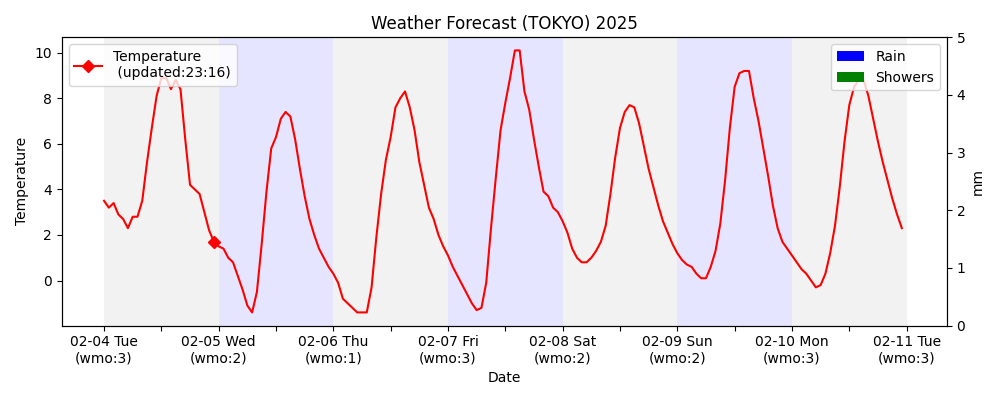 Weather Forecast (TOKYO) 2025
Temperature
(updated:23:16)
Rain
Showers
10
8
6
4
2
0
Temperature
5
4
3
2
1
0
mm
02-04 Tue
(wmo:3)
02-05 Wed
(wmo:2)
02-06 Thu
(wmo:1)
02-07 Fri
(wmo:3)
02-08 Sat
(wmo:2)
02-09 Sun
(wmo:2)
02-10 Mon
(wmo:3)
02-11 Tue
(wmo:3)
Date